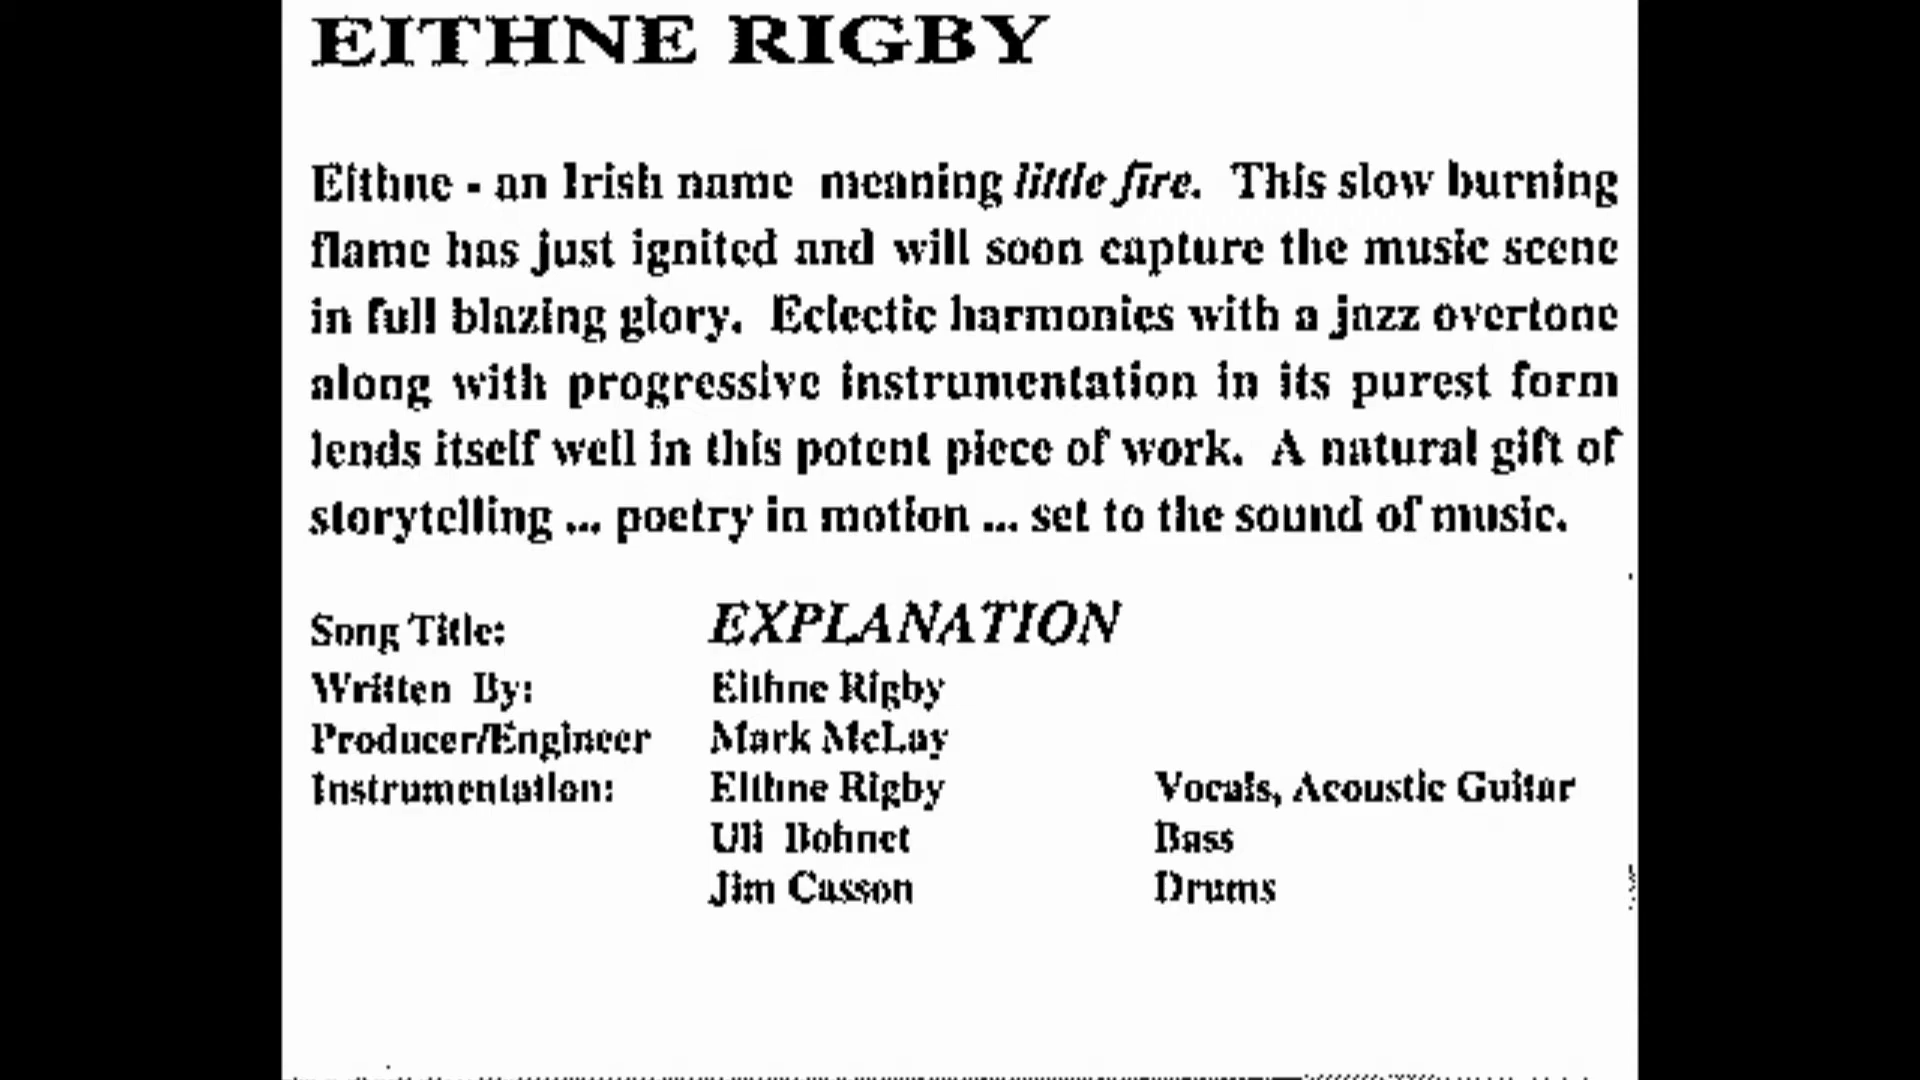 EITHNE RIGBY
Eithne - an Irish name meaning little fire. This slow burning
flame has just ignited and will soon capture the music scene
in full blazing glory. Eclectic harmonies with a jazz overtone
along with progressive instrumentation in its purest form
lends itself well in this potent piece of work. A natural gift of
storytelling ... poetry in motion ... set to the sound of music.
Song Title: EXPLANATION
Written By: Eithne Rigby
Producer/Engineer Mark McLay
Instrumentation: Eithne Rigby Vocals, Acoustic Guitar
Uli Bohnet Bass
Jim Casson Drums